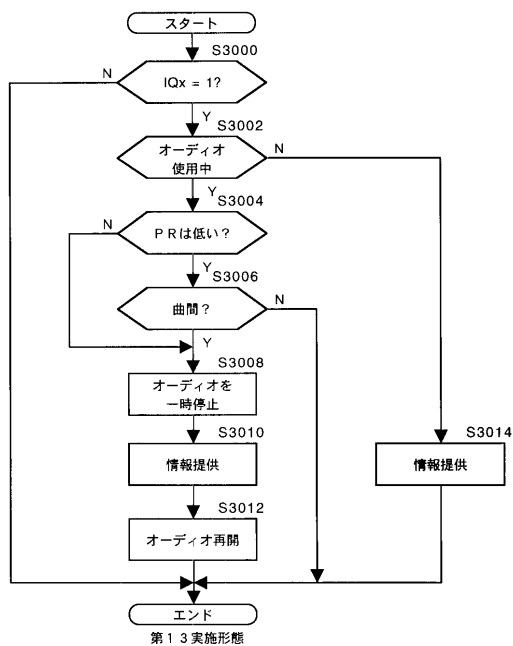 スタート
S3000
IQx = 1?
N
Y
S3002
オーディオ
使用中
N
Y
S3004
PRは低い?
N
Y
S3006
曲間?
N
Y
S3008
オーディオを
一時停止
S3010
情報提供
S3014
情報提供
S3012
オーディオ再開
エンド
第13実施形態